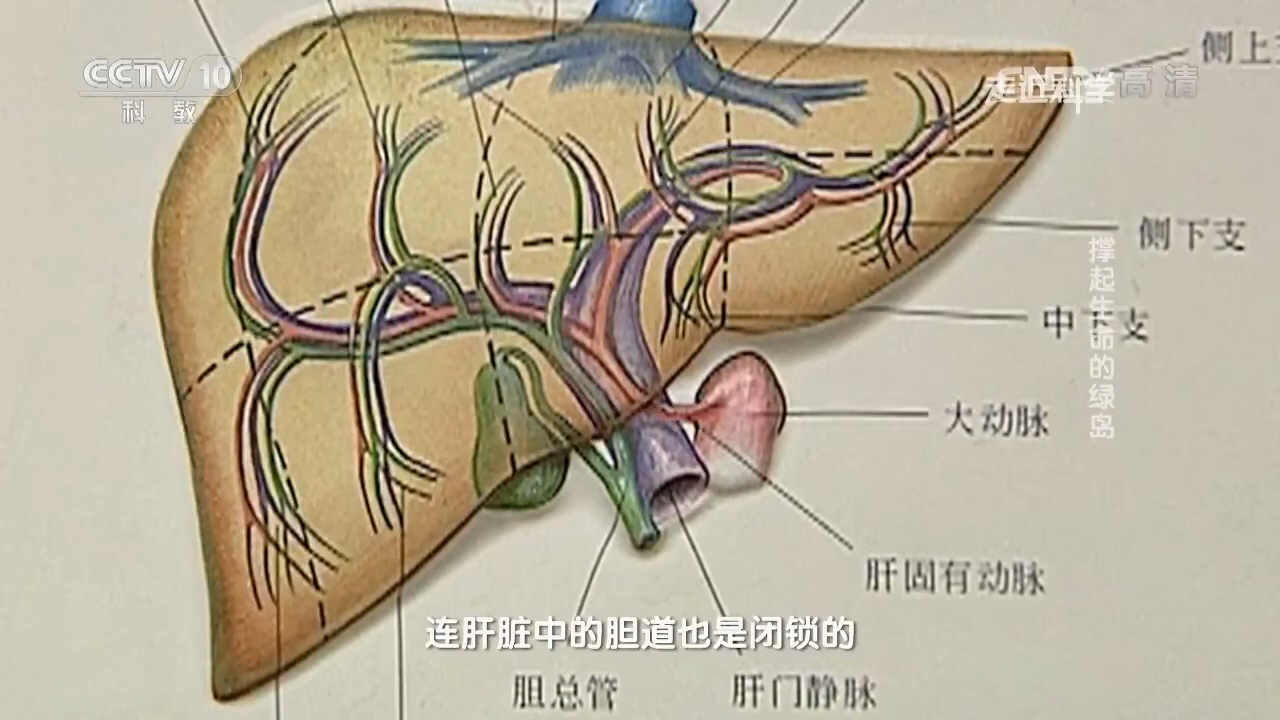 CCTV 10
科教
走近科学
高清
侧上
侧下支
撑起生命的绿岛
中下支
大动脉
肝固有动脉
连肝脏中的胆道也是闭锁的
胆总管
肝门静脉